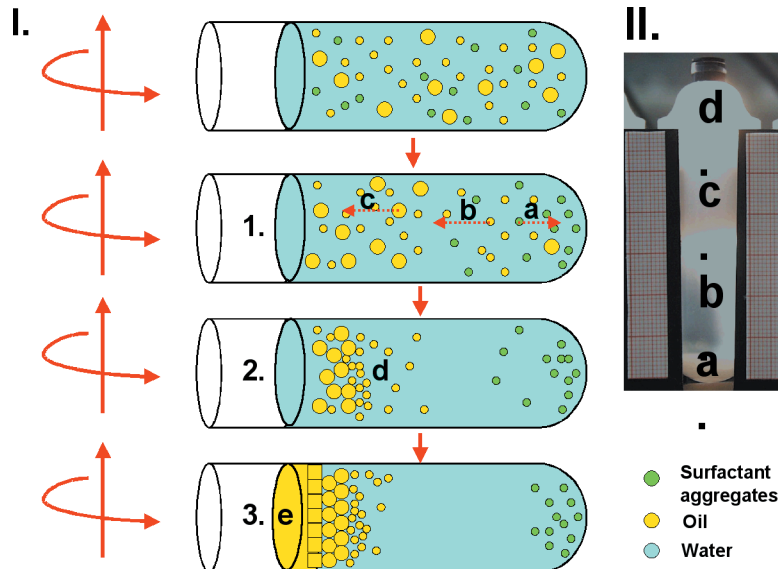 I.
II.
1.
c
b
a
2.
d
3.
e
d
.
c
.
b
a
.
Surfactant
aggregates
Oil
Water